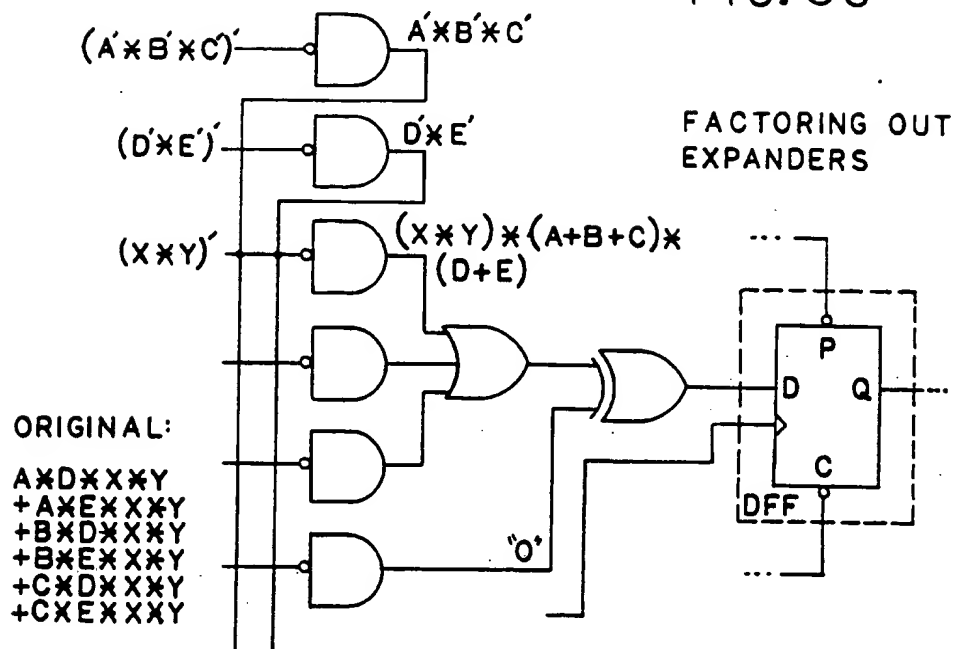 (A'*B'*C')'
A'*B'*C'
(D'*E')'
D'*E'
FACTORING OUT
EXPANDERS
(X*Y)'
(X*Y)*(A+B+C)*
(D+E)
P
D
Q
C
DFF
"0"
ORIGINAL:
A*D*X*Y
+A*E*X*Y
+B*D*X*Y
+B*E*X*Y
+C*D*X*Y
+C*E*X*Y